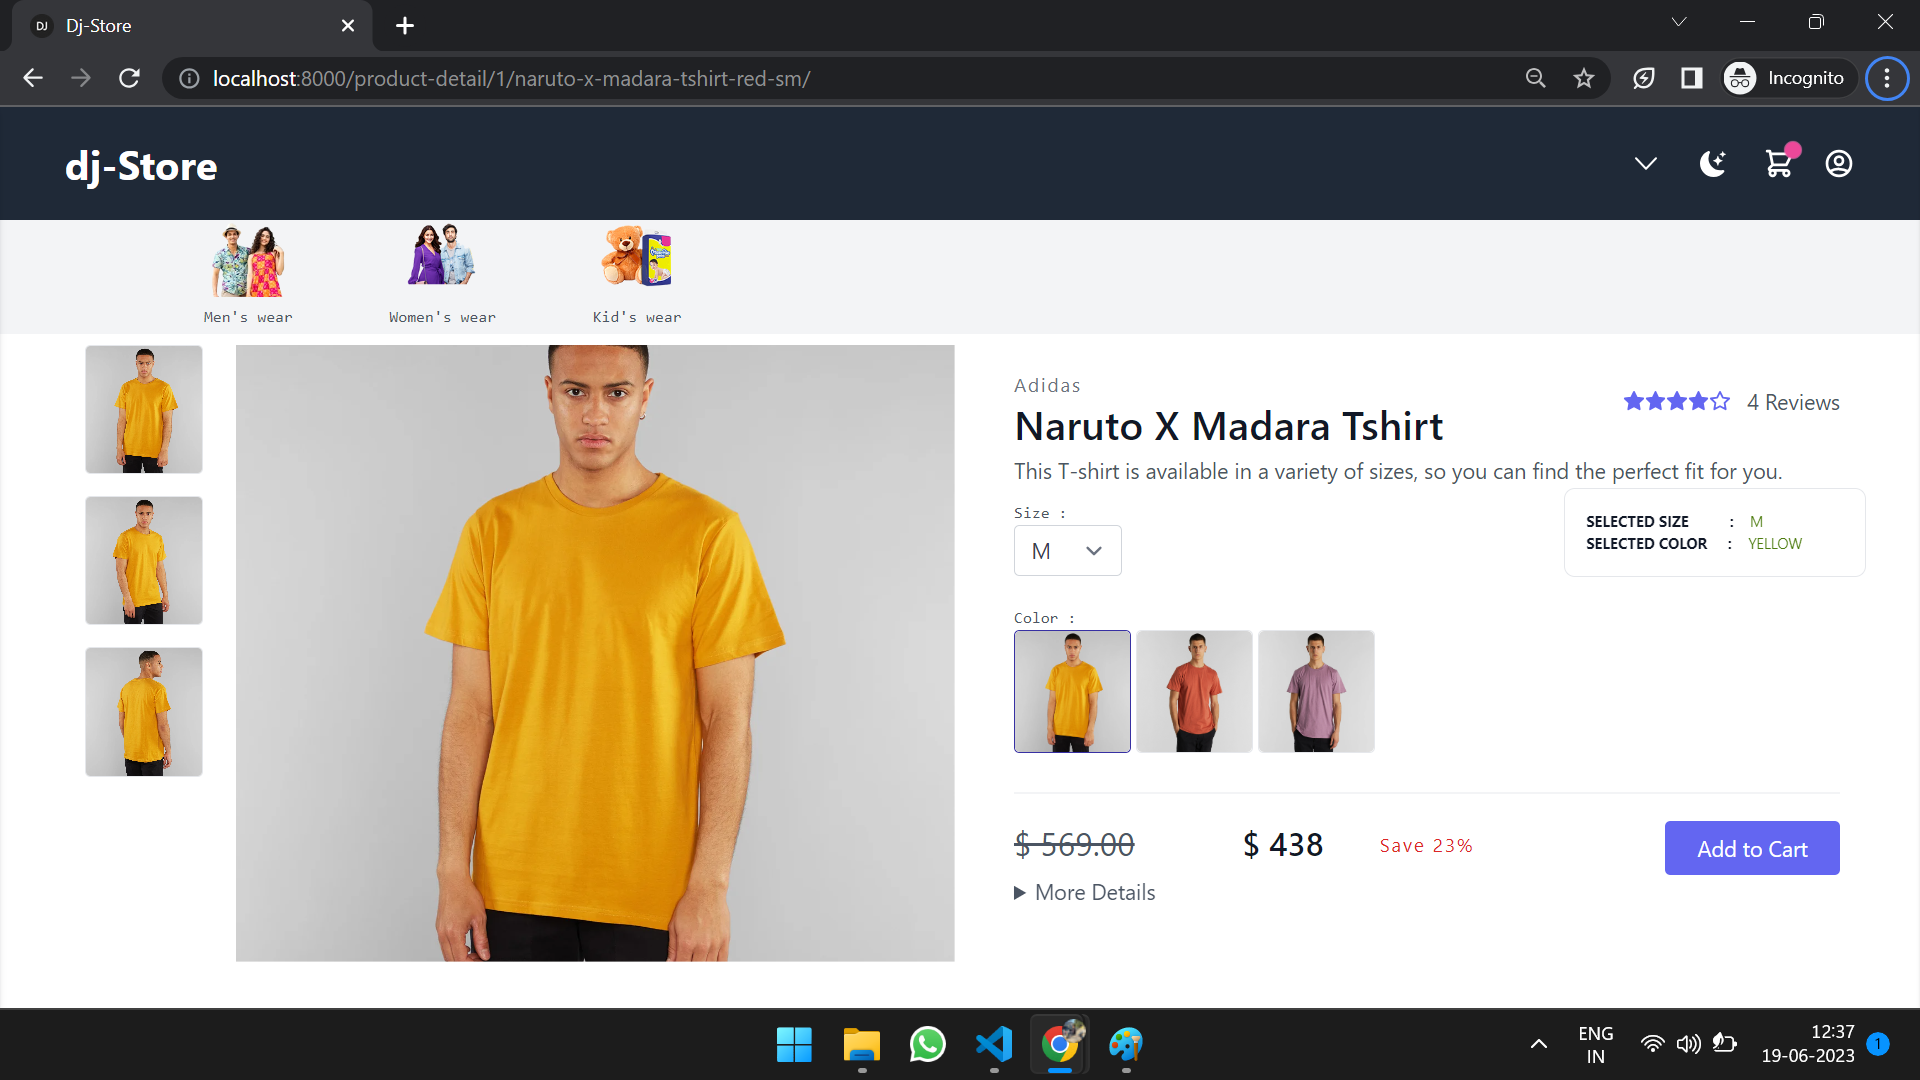 DJ Dj-Store
localhost:8000/product-detail/1/naruto-x-madara-tshirt-red-sm/
Incognito
dj-Store
Men's wear
Women's wear
Kid's wear
Adidas
4 Reviews
Naruto X Madara Tshirt
This T-shirt is available in a variety of sizes, so you can find the perfect fit for you.
Size :
M
SELECTED SIZE : M
SELECTED COLOR : YELLOW
Color :
$ 569.00 $ 438 Save 23% Add to Cart
More Details
ENG
IN
12:37
19-06-2023
1